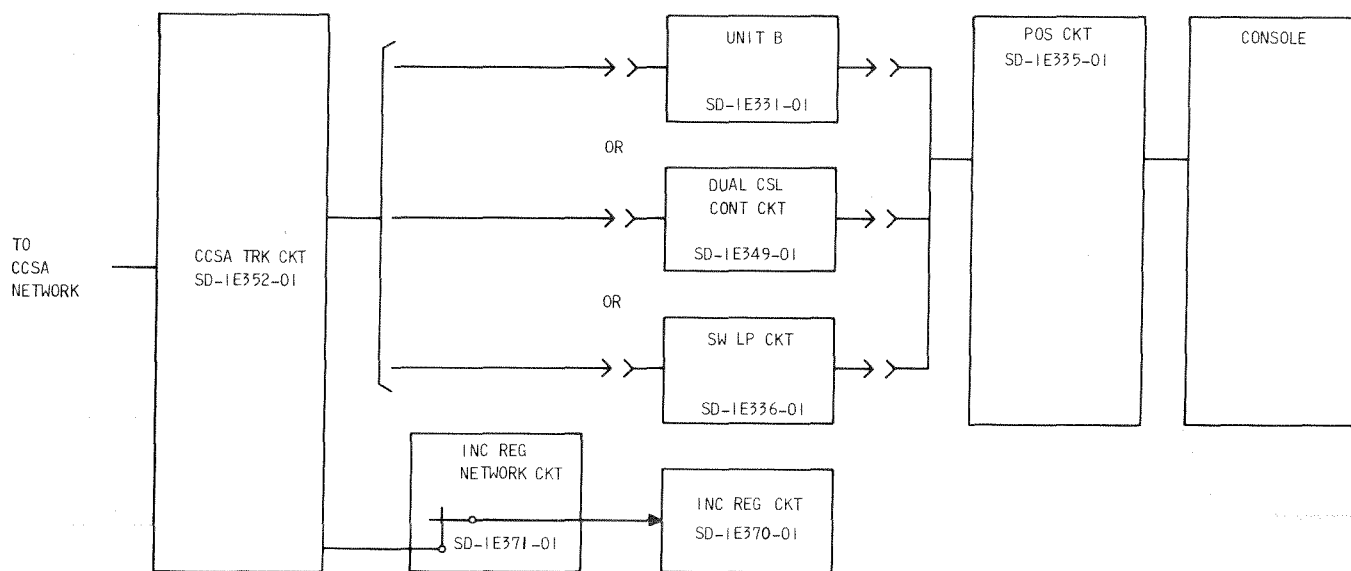 TO
CCSA
NETWORK
CCSA TRK CKT
SD-1E352-01
UNIT B
SD-1E331-01
OR
DUAL CSL
CONT CKT
SD-1E349-01
OR
SW LP CKT
SD-1E336-01
INC REG
NETWORK CKT
SD-1E371-01
INC REG CKT
SD-1E370-01
POS CKT
SD-1E335-01
CONSOLE